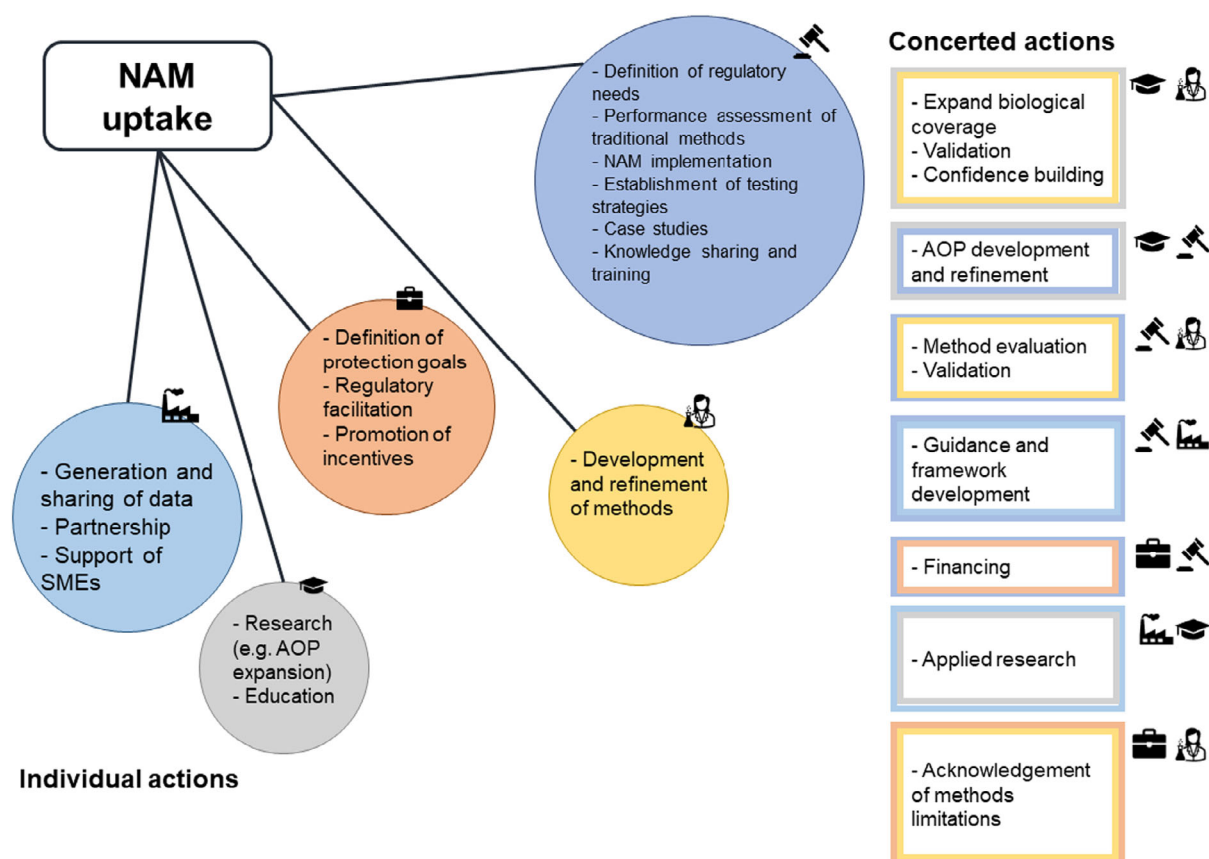 NAM
uptake
- Definition of regulatory
needs
- Performance assessment of
traditional methods
- NAM implementation
- Establishment of testing
strategies
- Case studies
- Knowledge sharing and
training
- Definition of
protection goals
- Regulatory
facilitation
- Promotion of
incentives
- Development
and refinement
of methods
- Generation and
sharing of data
- Partnership
- Support of
SMEs
- Research
(e.g. AOP
expansion)
- Education
Individual actions
Concerted actions
- Expand biological
coverage
- Validation
- Confidence building
- AOP development
and refinement
- Method evaluation
- Validation
- Guidance and
framework
development
- Financing
- Applied research
- Acknowledgement
of methods
limitations